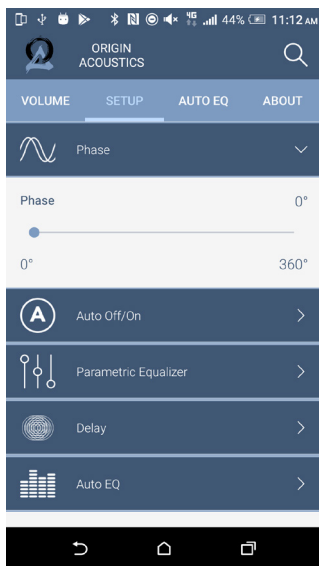 4G 44% 11:12 AM
ORIGIN
ACOUSTICS
VOLUME SETUP AUTO EQ ABOUT
Phase
Phase 0°
0° 360°
A Auto Off/On
Parametric Equalizer
Delay
Auto EQ